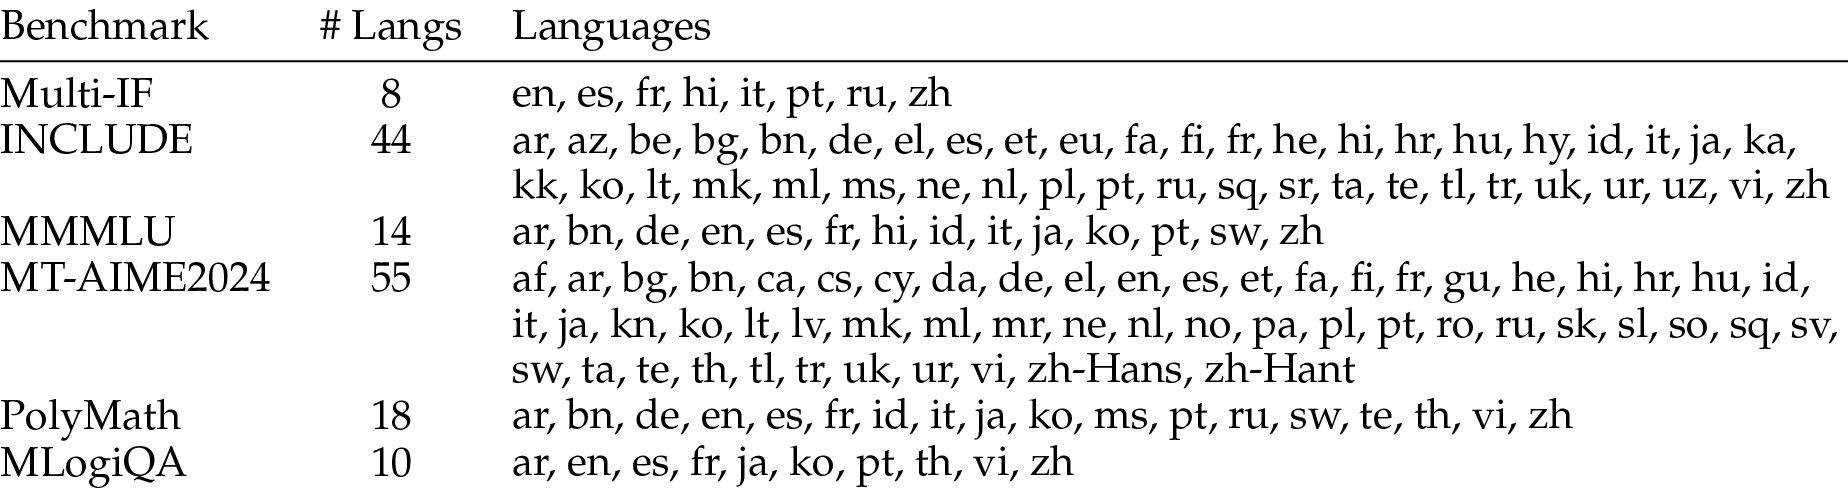 Benchmark # Langs Languages
Multi-IF 8 en, es, fr, hi, it, pt, ru, zh
INCLUDE 44 ar, az, be, bg, bn, de, el, es, et, eu, fa, fi, fr, he, hi, hr, hu, hy, id, it, ja, ka,
kk, ko, lt, mk, ml, ms, ne, nl, pl, pt, ru, sq, sr, ta, te, tl, tr, uk, ur, uz, vi, zh
MMMLU 14 ar, bn, de, en, es, fr, hi, id, it, ja, ko, pt, sw, zh
MT-AIME2024 55 af, ar, bg, bn, ca, cs, cy, da, de, el, en, es, et, fa, fi, fr, gu, he, hi, hr, hu, id,
it, ja, kn, ko, lt, lv, mk, ml, mr, ne, nl, no, pa, pl, pt, ro, ru, sk, sl, so, sq, sv,
sw, ta, te, th, tl, tr, uk, ur, vi, zh-Hans, zh-Hant
PolyMath 18 ar, bn, de, en, es, fr, id, it, ja, ko, ms, pt, ru, sw, te, th, vi, zh
MLogiQA 10 ar, en, es, fr, ja, ko, pt, th, vi, zh